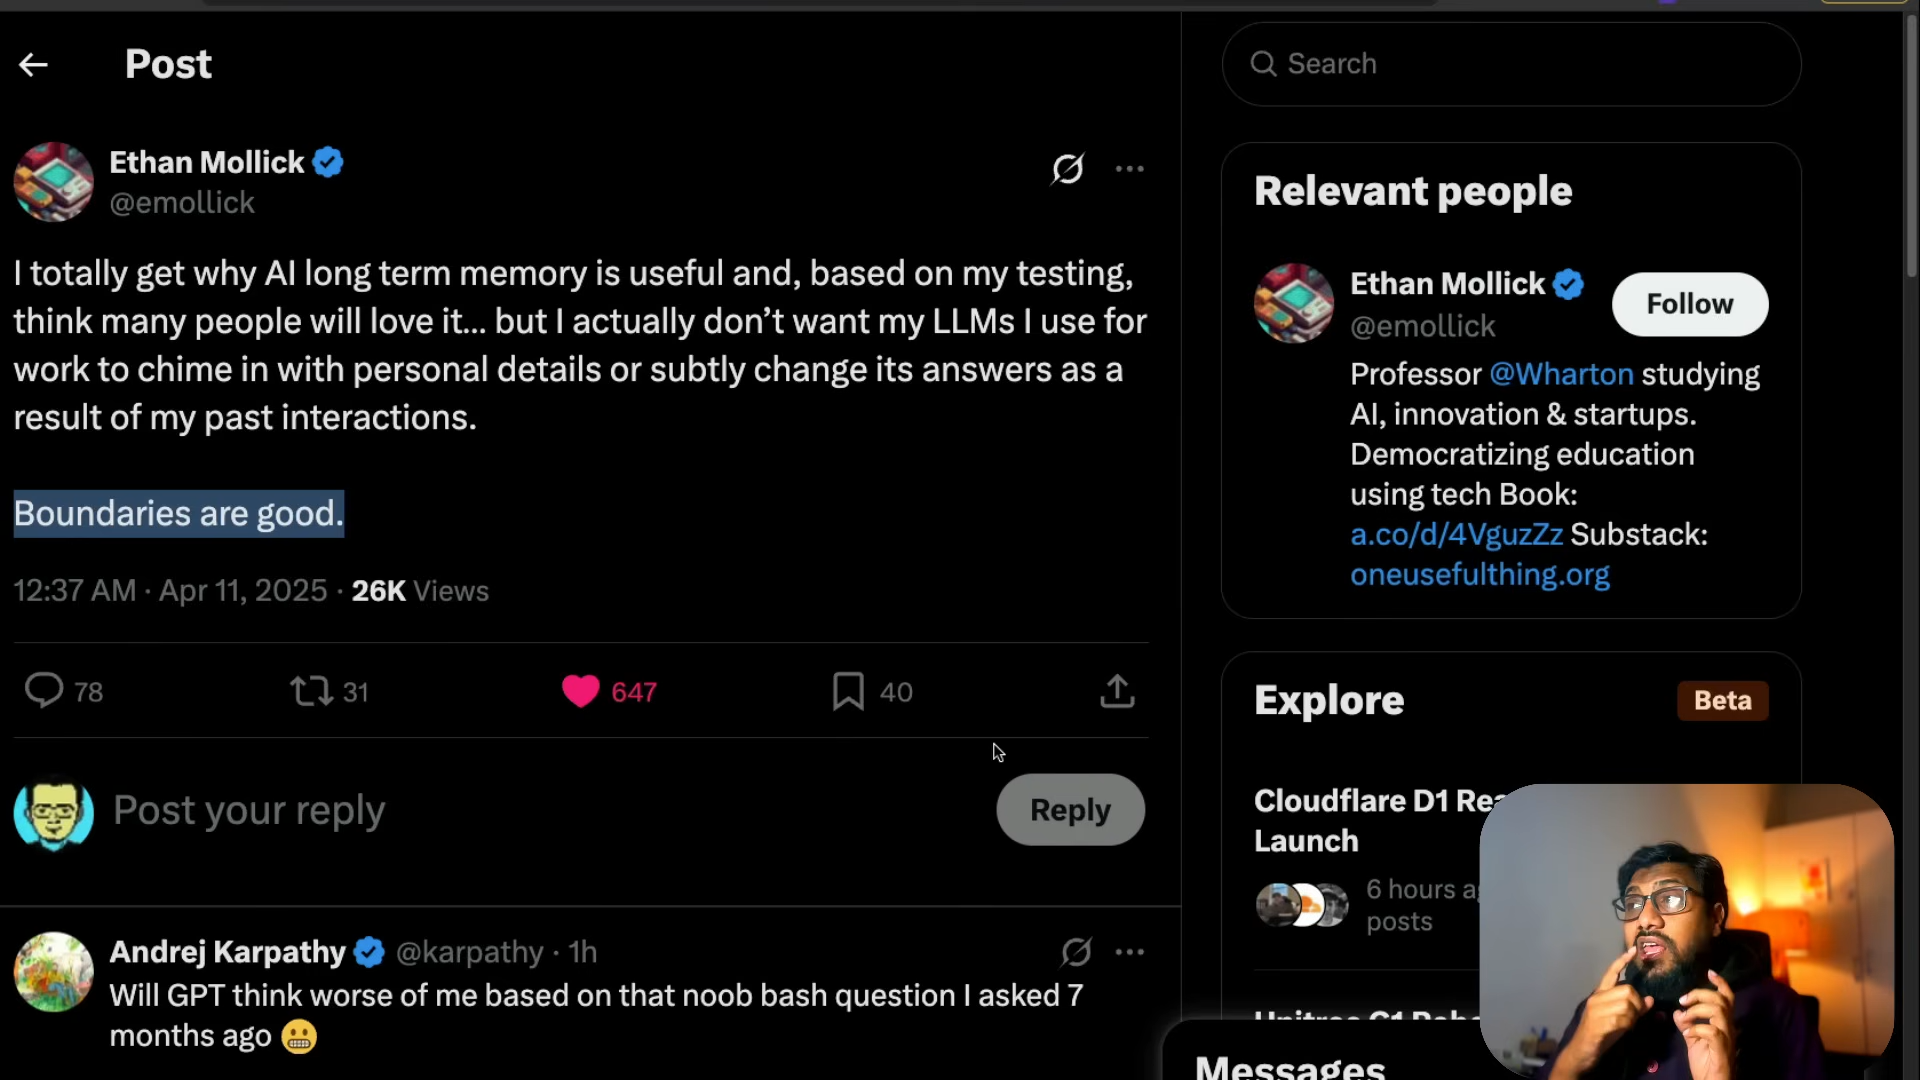 Post
Ethan Mollick
@emollick
I totally get why AI long term memory is useful and, based on my testing,
think many people will love it... but I actually don’t want my LLMs I use for
work to chime in with personal details or subtly change its answers as a
result of my past interactions.
Boundaries are good.
12:37 AM · Apr 11, 2025 · 26K Views
78
31
647
40
Post your reply
Reply
Andrej Karpathy @karpathy · 1h
Will GPT think worse of me based on that noob bash question I asked 7
months ago 😬
Search
Relevant people
Ethan Mollick
@emollick
Follow
Professor @Wharton studying
AI, innovation & startups.
Democratizing education
using tech Book:
a.co/d/4VguzZz Substack:
oneusefulthing.org
Explore
Beta
Cloudflare D1
Launch
6 hours
posts
Messages